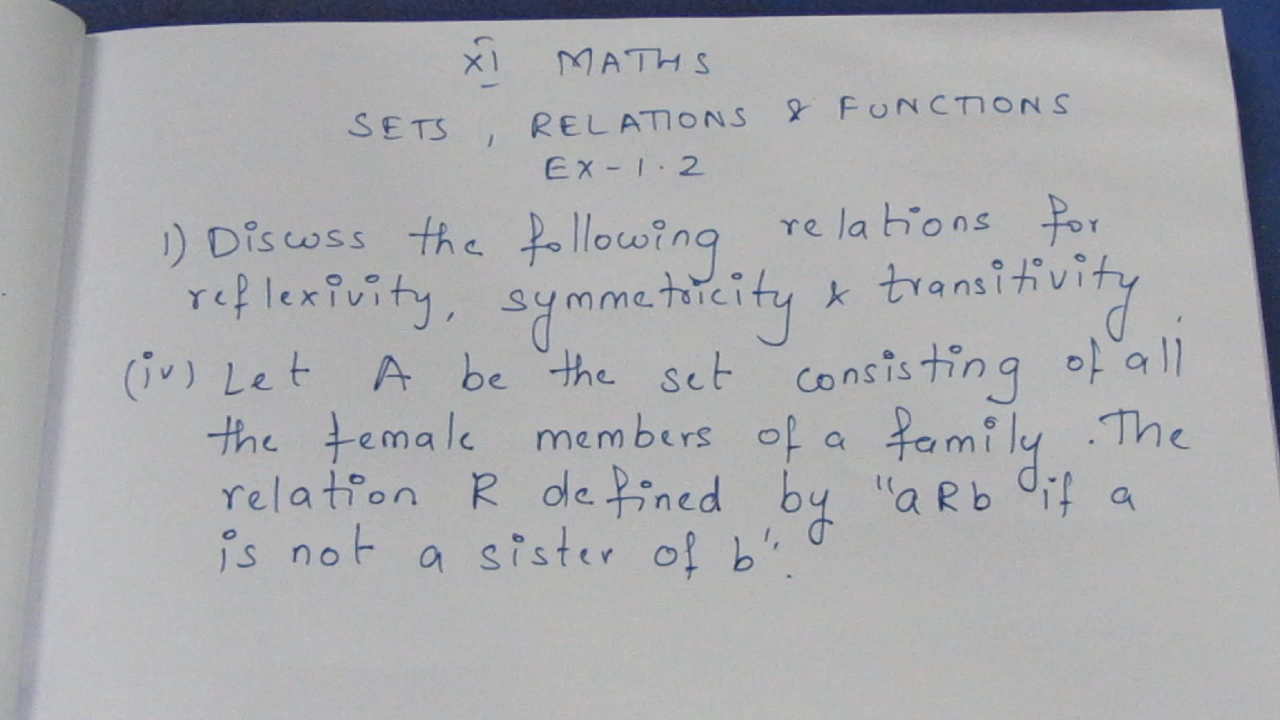 XI MATHS
SETS, RELATIONS & FUNCTIONS
EX-1.2
1) Discuss the following relations for
reflexivity, symmetricity & transitivity
(iv) Let A be the set consisting of all
the female members of a family. The
relation R defined by "aRb if a
is not a sister of b".